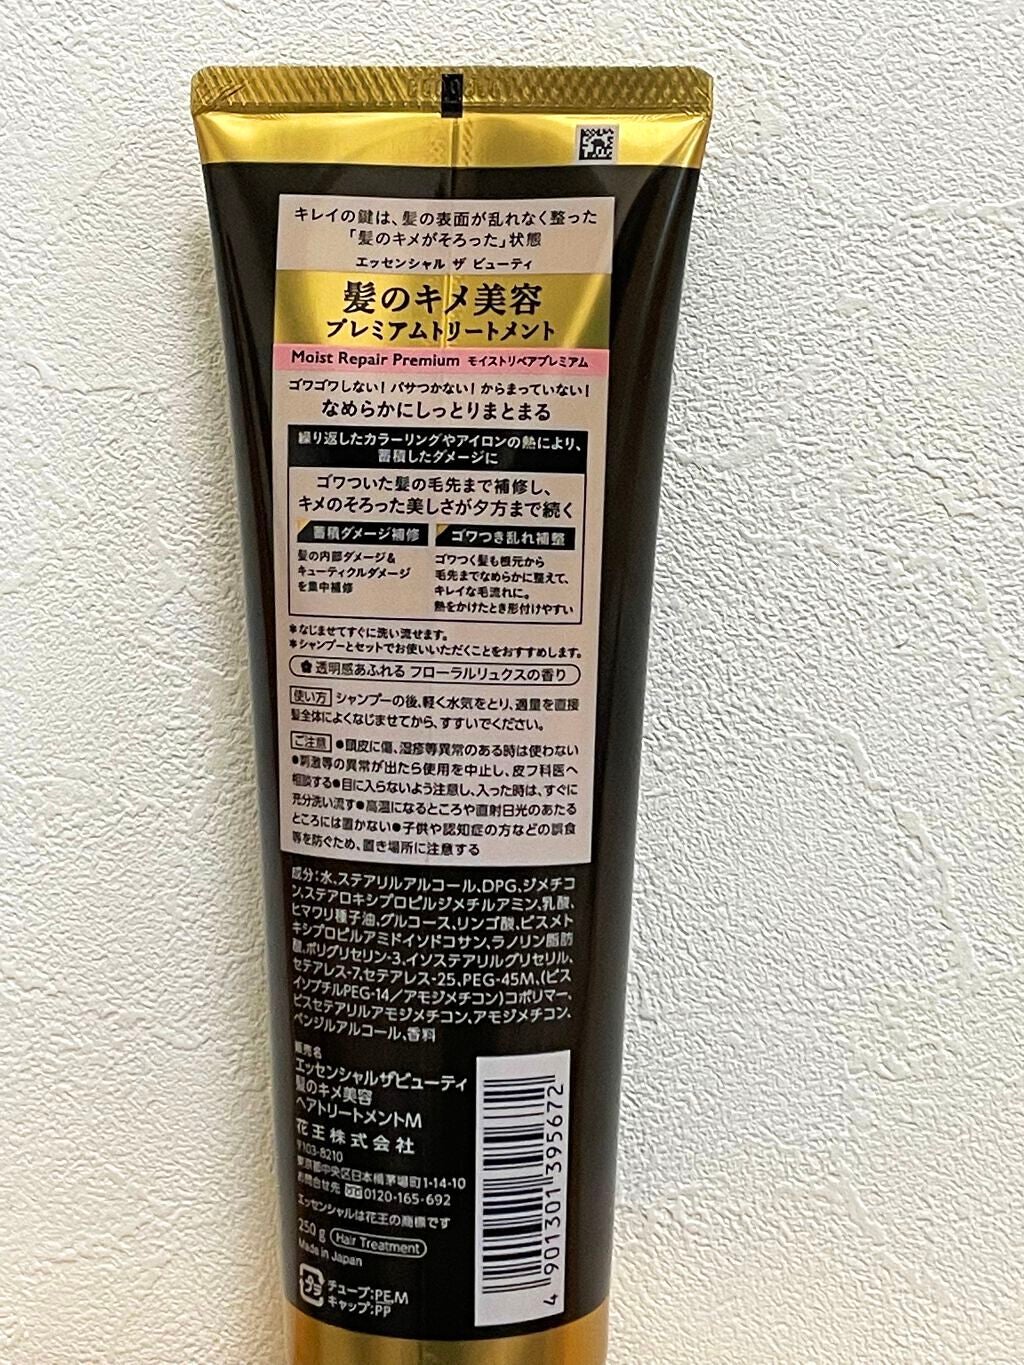 キレイの鍵は、髪の表面が乱れなく整った
「髪のキメがそろった」状態
エッセンシャル ザ ビューティ
髪のキメ美容
プレミアムトリートメント
Moist Repair Premium モイストリペアプレミアム
ゴワゴワしない！パサつかない！からまっていない！
なめらかにしっとりまとまる
繰り返したカラーリングやアイロンの熱により、
蓄積したダメージに
ゴワついた髪の毛先まで補修し、
キメのそろった美しさが夕方まで続く
蓄積ダメージ補修
髪の内部ダメージ&
キューティクルダメージ
を集中補修
ゴワつき乱れ補整
ゴワつく髪も根元から
毛先までなめらかに整えて、
キレイな毛流れに。
熱をかけたとき形付けやすい
＊なじませてすぐに洗い流せます。
＊シャンプーとセットでお使いいただくことをおすすめします。
透明感あふれる フローラルリュクスの香り
使い方 シャンプーの後、軽く水気をとり、適量を直接
髪全体によくなじませてから、すすいでください。
ご注意 ●頭皮に傷、湿疹等異常のある時は使わない
●刺激等の異常が出たら使用を中止し、皮フ科医へ
相談する●目に入らないよう注意し、入った時は、すぐに
充分洗い流す●高温になるところや直射日光のあたる
ところには置かない●子供や認知症の方などの誤食
等を防ぐため、置き場所に注意する
成分：水、ステアリルアルコール、DPG、ジメチコ
ン、ステアロキシプロピルジメチルアミン、乳酸、
ヒマワリ種子油、グルコース、リンゴ酸、ビスメト
キシプロピルアミドイソドコサン、ラノリン脂肪
酸、ポリグリセリン-3、イソステアリルグリセリル、
セテアレス-7、セテアレス-25、PEG-45M、(ビス
イソブチルPEG-14／アモジメチコン)コポリマー、
ビスセテアリルアモジメチコン、アモジメチコン、
ベンジルアルコール、香料
販売名
エッセンシャルザビューティ
髪のキメ美容
ヘアトリートメントM
花王株式会社
〒103-8210
東京都中央区日本橋茅場町1-14-10
お問合せ先 0120-165-692
エッセンシャルは花王の商標です
250g Hair Treatment
Made in Japan
プラ
チューブ:PE,M
キャップ:PP
4 901301 395672